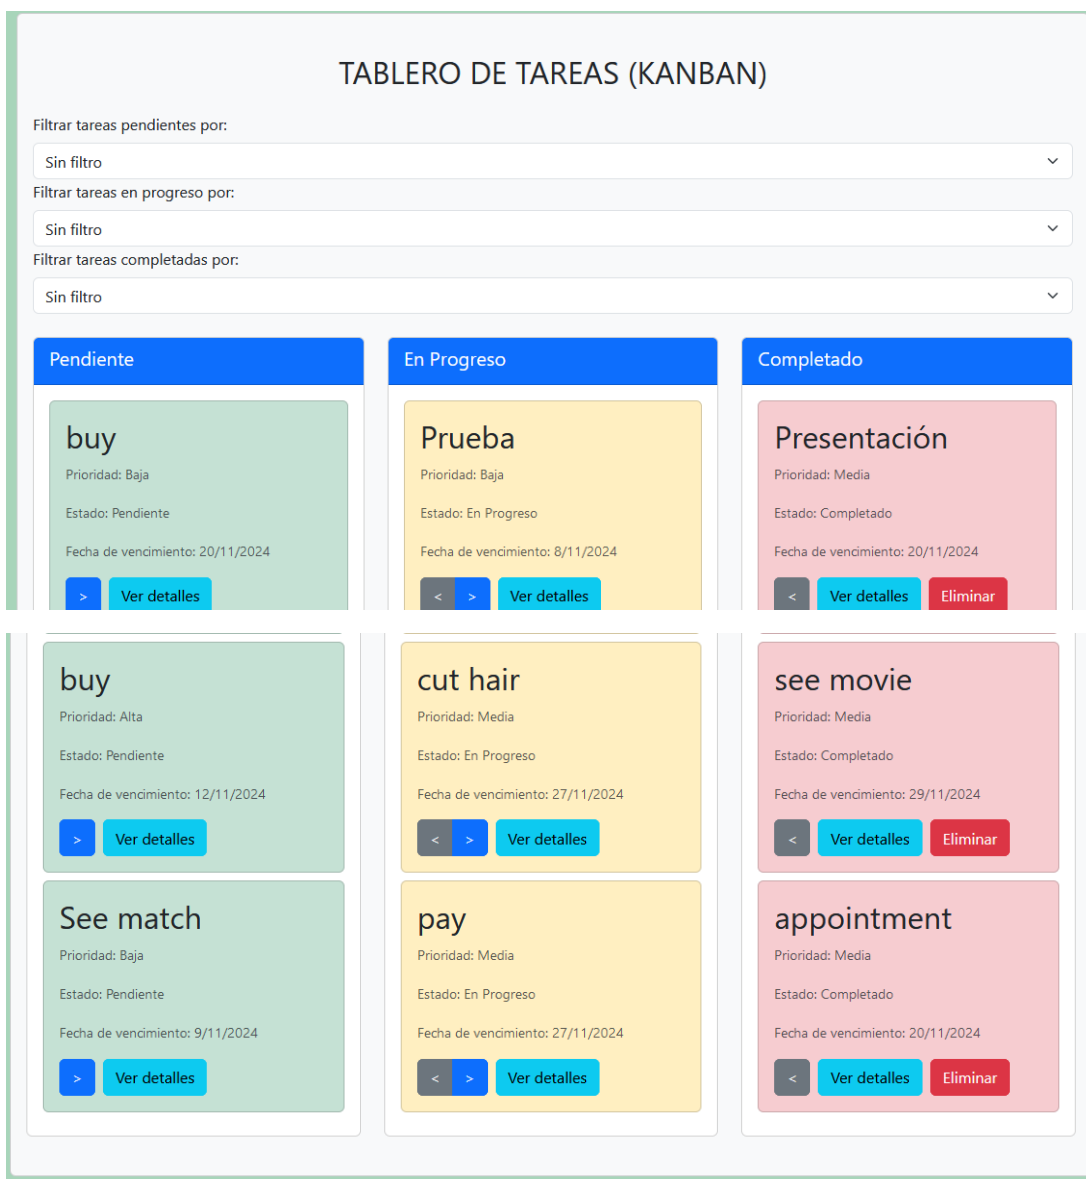 TABLERO DE TAREAS (KANBAN)
Filtrar tareas pendientes por:
Sin filtro
Filtrar tareas en progreso por:
Sin filtro
Filtrar tareas completadas por:
Sin filtro
Pendiente
buy
Prioridad: Baja
Estado: Pendiente
Fecha de vencimiento: 20/11/2024
> Ver detalles
buy
Prioridad: Alta
Estado: Pendiente
Fecha de vencimiento: 12/11/2024
> Ver detalles
See match
Prioridad: Baja
Estado: Pendiente
Fecha de vencimiento: 9/11/2024
> Ver detalles
En Progreso
Prueba
Prioridad: Baja
Estado: En Progreso
Fecha de vencimiento: 8/11/2024
< > Ver detalles
cut hair
Prioridad: Media
Estado: En Progreso
Fecha de vencimiento: 27/11/2024
< > Ver detalles
pay
Prioridad: Media
Estado: En Progreso
Fecha de vencimiento: 27/11/2024
< > Ver detalles
Completado
Presentación
Prioridad: Media
Estado: Completado
Fecha de vencimiento: 20/11/2024
< Ver detalles Eliminar
see movie
Prioridad: Media
Estado: Completado
Fecha de vencimiento: 29/11/2024
< Ver detalles Eliminar
appointment
Prioridad: Media
Estado: Completado
Fecha de vencimiento: 20/11/2024
< Ver detalles Eliminar